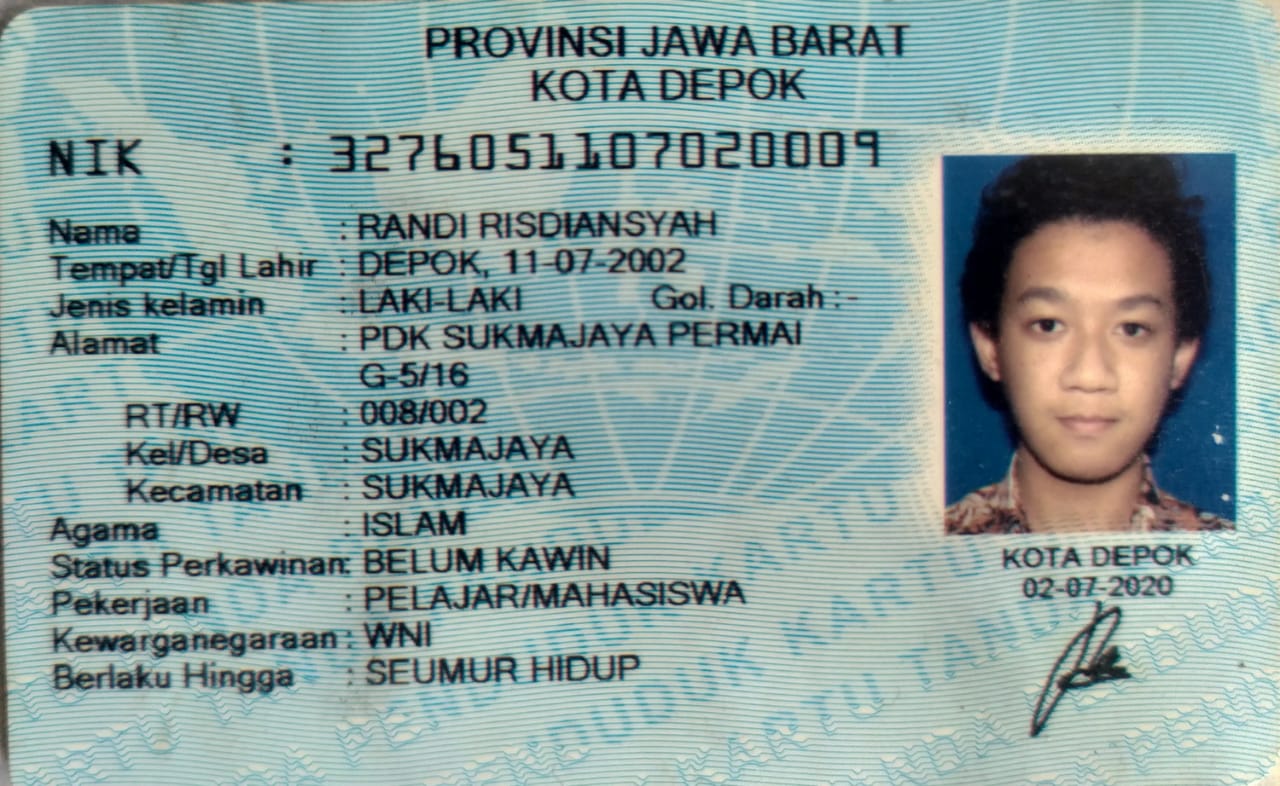 PROVINSI JAWA BARAT
KOTA DEPOK
NIK : 3276051107020009
Nama : RANDI RISDIANSYAH
Tempat/Tgl Lahir : DEPOK, 11-07-2002
Jenis kelamin : LAKI-LAKI Gol. Darah : -
Alamat : PDK SUKMAJAYA PERMAI
G-5/16
RT/RW : 008/002
Kel/Desa : SUKMAJAYA
Kecamatan : SUKMAJAYA
Agama : ISLAM
Status Perkawinan: BELUM KAWIN
Pekerjaan : PELAJAR/MAHASISWA
Kewarganegaraan : WNI
Berlaku Hingga : SEUMUR HIDUP
KOTA DEPOK
02-07-2020